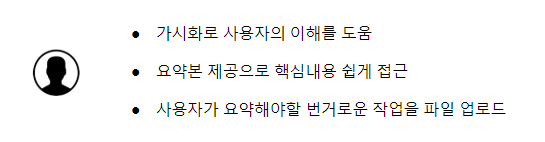 ● 가시화로 사용자의 이해를 도움
● 요약본 제공으로 핵심내용 쉽게 접근
● 사용자가 요약해야할 번거로운 작업을 파일 업로드